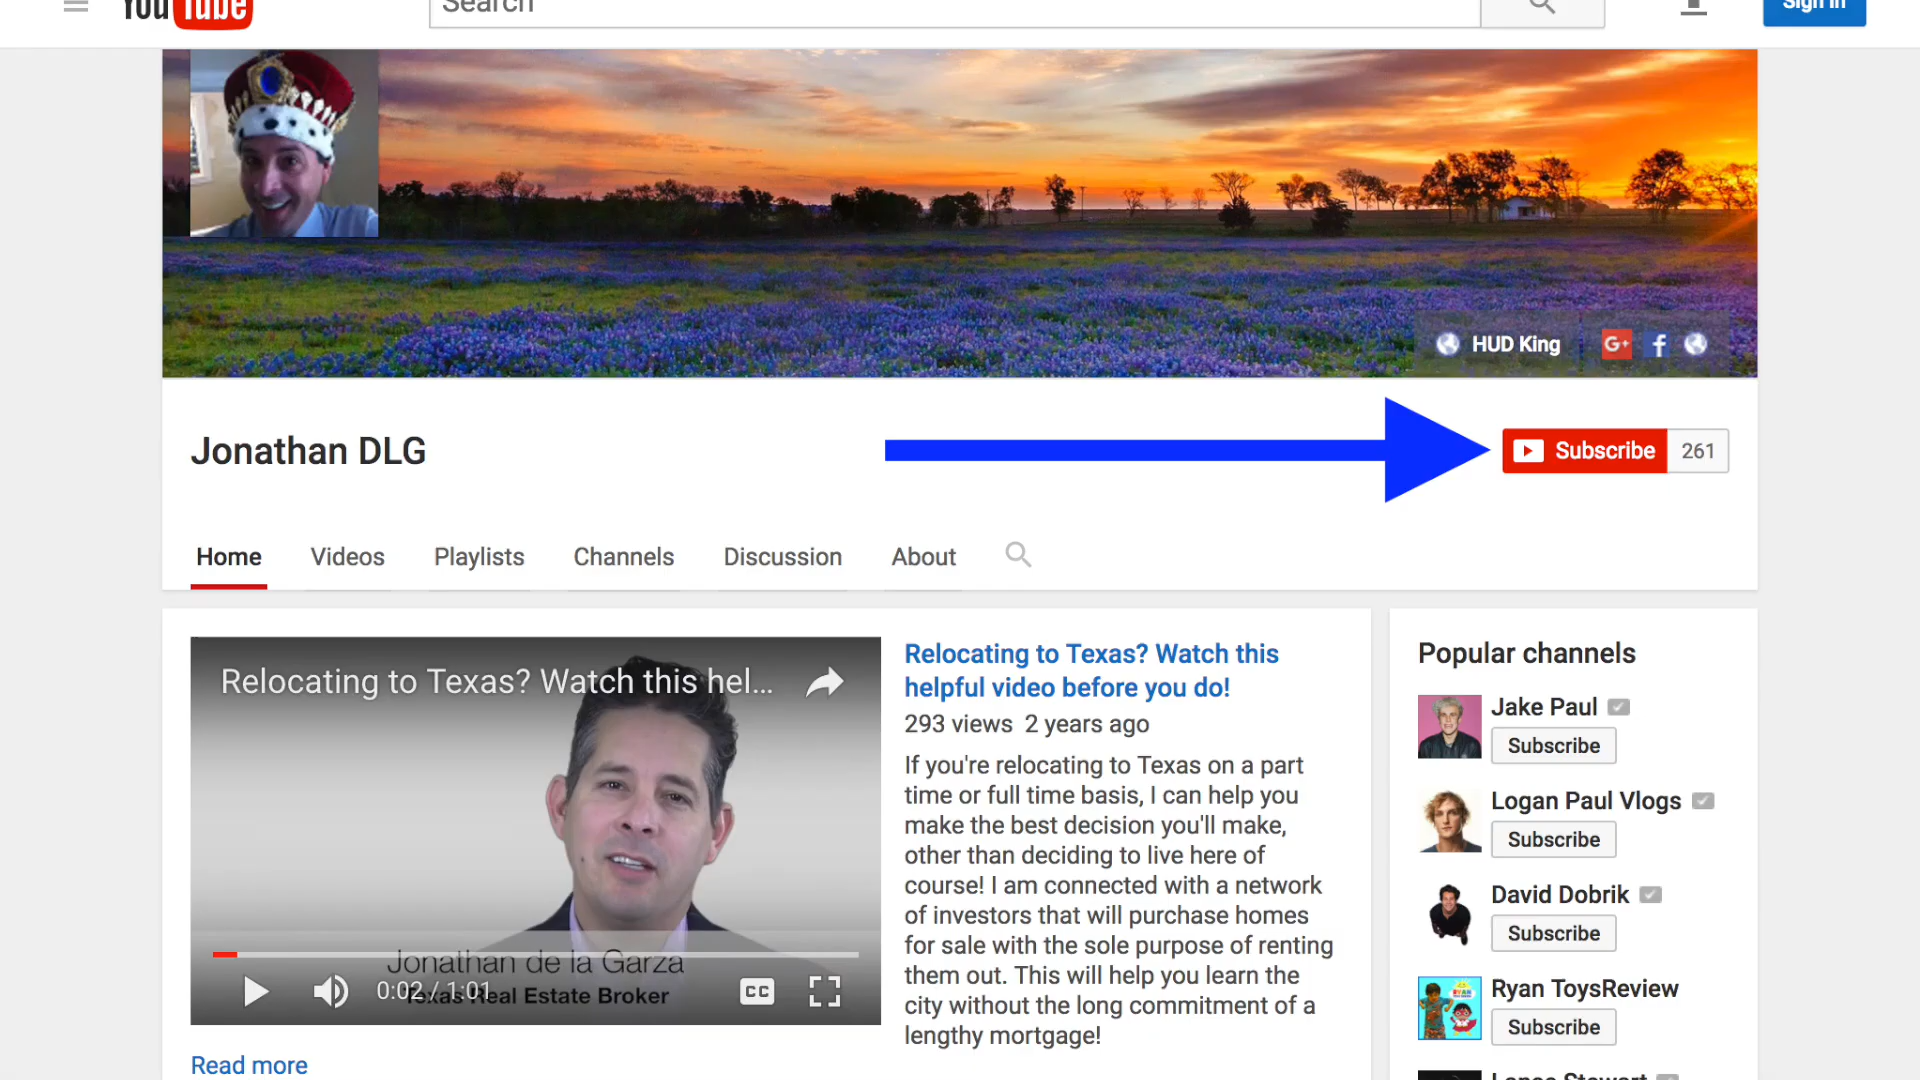 YouTube
Search
Sign in
HUD King
G+ f
Jonathan DLG
Subscribe 261
Home Videos Playlists Channels Discussion About
Relocating to Texas? Watch this hel...
Jonathan de la Garza
0:02 / 1:01
Texas Real Estate Broker
CC
Relocating to Texas? Watch this
helpful video before you do!
293 views 2 years ago
If you're relocating to Texas on a part
time or full time basis, I can help you
make the best decision you'll make,
other than deciding to live here of
course! I am connected with a network
of investors that will purchase homes
for sale with the sole purpose of renting
them out. This will help you learn the
city without the long commitment of a
lengthy mortgage!
Read more
Popular channels
Jake Paul
Subscribe
Logan Paul Vlogs
Subscribe
David Dobrik
Subscribe
Ryan ToysReview
Subscribe